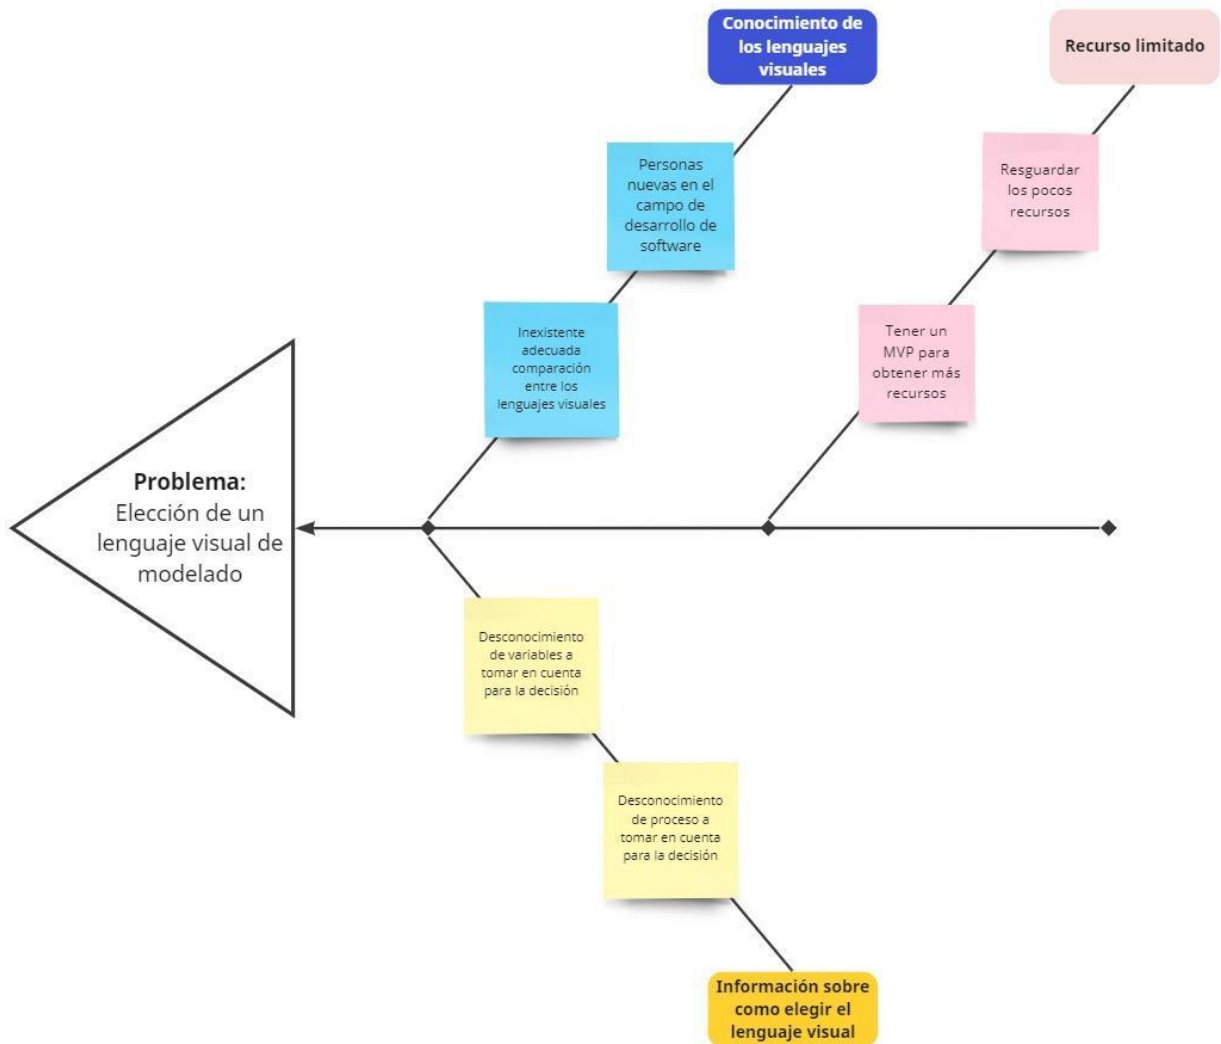 Conocimiento de
los lenguajes
visuales
Recurso limitado
Personas
nuevas en el
campo de
desarrollo de
software
Resguardar
los pocos
recursos
Inexistente
adecuada
comparación
entre los
lenguajes visuales
Tener un
MVP para
obtener más
recursos
Problema:
Elección de un
lenguaje visual de
modelado
Desconocimiento
de variables a
tomar en cuenta
para la decisión
Desconocimiento
de proceso a
tomar en cuenta
para la decisión
Información sobre
como elegir el
lenguaje visual